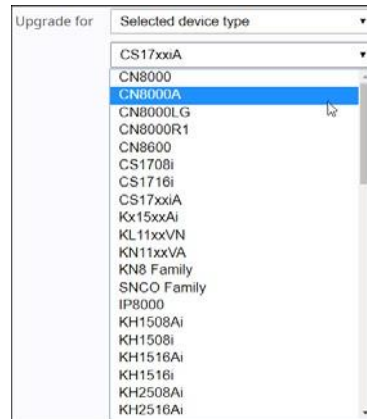 Upgrade for Selected device type
CS17xxiA
CN8000
CN8000A
CN8000LG
CN8000R1
CN8600
CS1708i
CS1716i
CS17xxiA
Kx15xxAi
KL11xxVN
KN11xxVA
KN8 Family
SNCO Family
IP8000
KH1508Ai
KH1508i
KH1516Ai
KH1516i
KH2508Ai
KH2516Ai